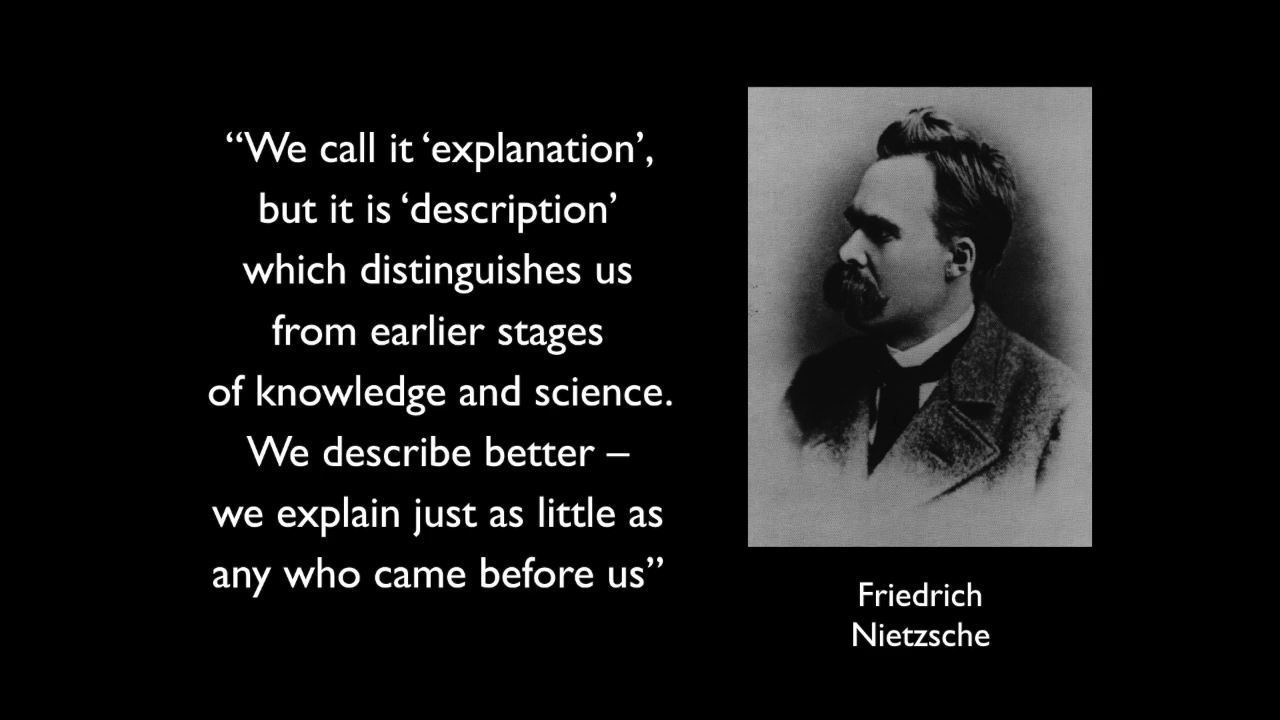 “We call it ‘explanation’,
but it is ‘description’
which distinguishes us
from earlier stages
of knowledge and science.
We describe better –
we explain just as little as
any who came before us”
Friedrich
Nietzsche